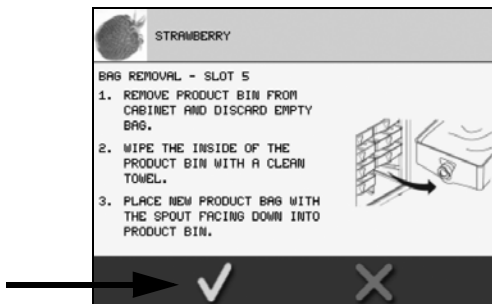 STRAWBERRY
BAG REMOVAL - SLOT 5
1. REMOVE PRODUCT BIN FROM
CABINET AND DISCARD EMPTY
BAG.
2. WIPE THE INSIDE OF THE
PRODUCT BIN WITH A CLEAN
TOWEL.
3. PLACE NEW PRODUCT BAG WITH
THE SPOUT FACING DOWN INTO
PRODUCT BIN.